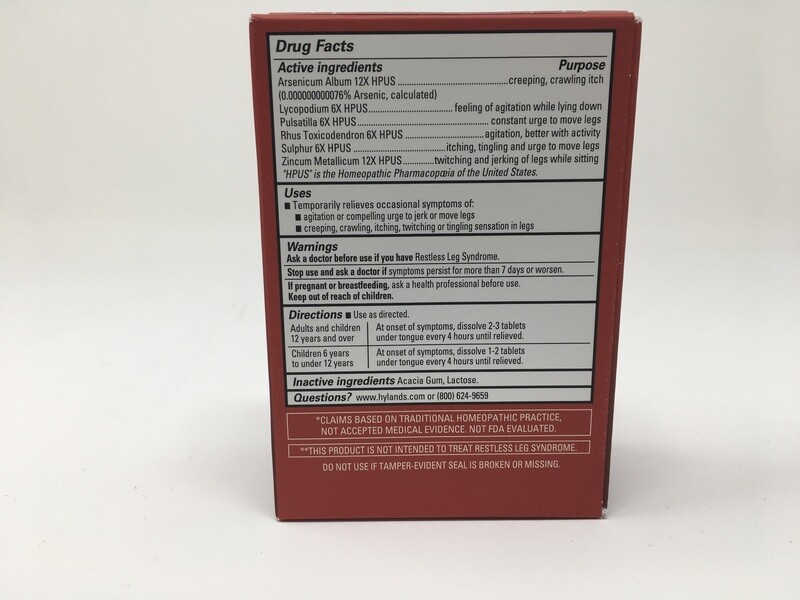 Drug Facts
Active ingredients Purpose
Arsenicum Album 12X HPUS ................................................creeping, crawling itch
(0.000000000076% Arsenic, calculated)
Lycopodium 6X HPUS.................................... feeling of agitation while lying down
Pulsatilla 6X HPUS......................................................... constant urge to move legs
Rhus Toxicodendron 6X HPUS ..................................agitation, better with activity
Sulphur 6X HPUS ........................................itching, tingling and urge to move legs
Zincum Metallicum 12X HPUS.............twitching and jerking of legs while sitting
"HPUS" is the Homeopathic Pharmacopœia of the United States.
Uses
■ Temporarily relieves occasional symptoms of:
■ agitation or compelling urge to jerk or move legs
■ creeping, crawling, itching, twitching or tingling sensation in legs
Warnings
Ask a doctor before use if you have Restless Leg Syndrome.
Stop use and ask a doctor if symptoms persist for more than 7 days or worsen.
If pregnant or breastfeeding, ask a health professional before use.
Keep out of reach of children.
Directions ■ Use as directed.
Adults and children At onset of symptoms, dissolve 2-3 tablets
12 years and over under tongue every 4 hours until relieved.
Children 6 years At onset of symptoms, dissolve 1-2 tablets
to under 12 years under tongue every 4 hours until relieved.
Inactive ingredients Acacia Gum, Lactose.
Questions? www.hylands.com or (800) 624-9659
*CLAIMS BASED ON TRADITIONAL HOMEOPATHIC PRACTICE,
NOT ACCEPTED MEDICAL EVIDENCE. NOT FDA EVALUATED.
**THIS PRODUCT IS NOT INTENDED TO TREAT RESTLESS LEG SYNDROME.
DO NOT USE IF TAMPER-EVIDENT SEAL IS BROKEN OR MISSING.